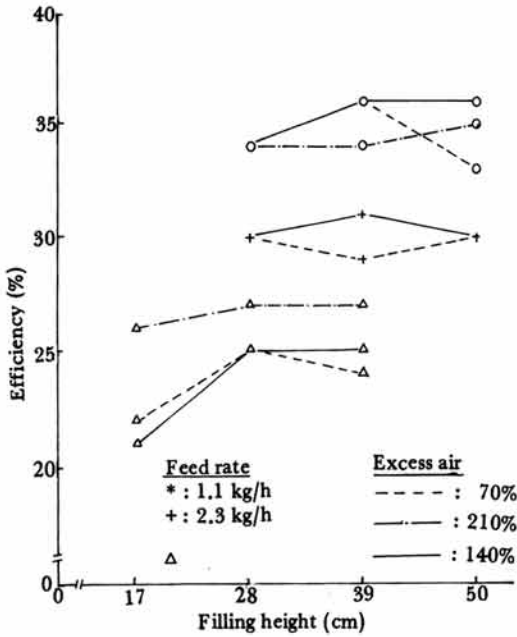 40
35
30
25
20
0
Efficiency (%)
Feed rate
* : 1.1 kg/h
+ : 2.3 kg/h
Excess air
: 70%
: 210%
: 140%
0 17 28 39 50
Filling height (cm)